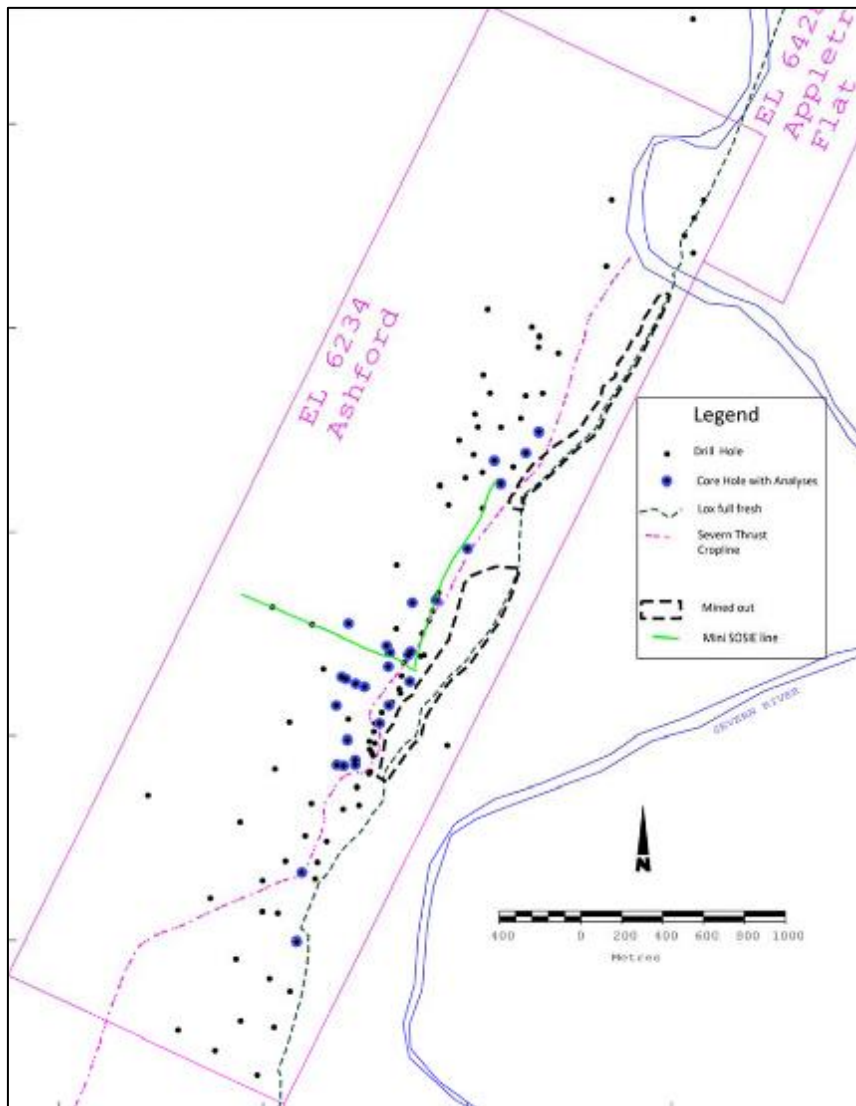 EL 6428
Appletr
Flat
EL 6234
Ashford
Legend
Drill Hole
Core Hole with Analyses
Lox full fresh
Severn Thrust
Cropline
Mined out
Mini SOSIE line
SEVERN RIVER
N
400 0 200 400 600 800 1000
Metres